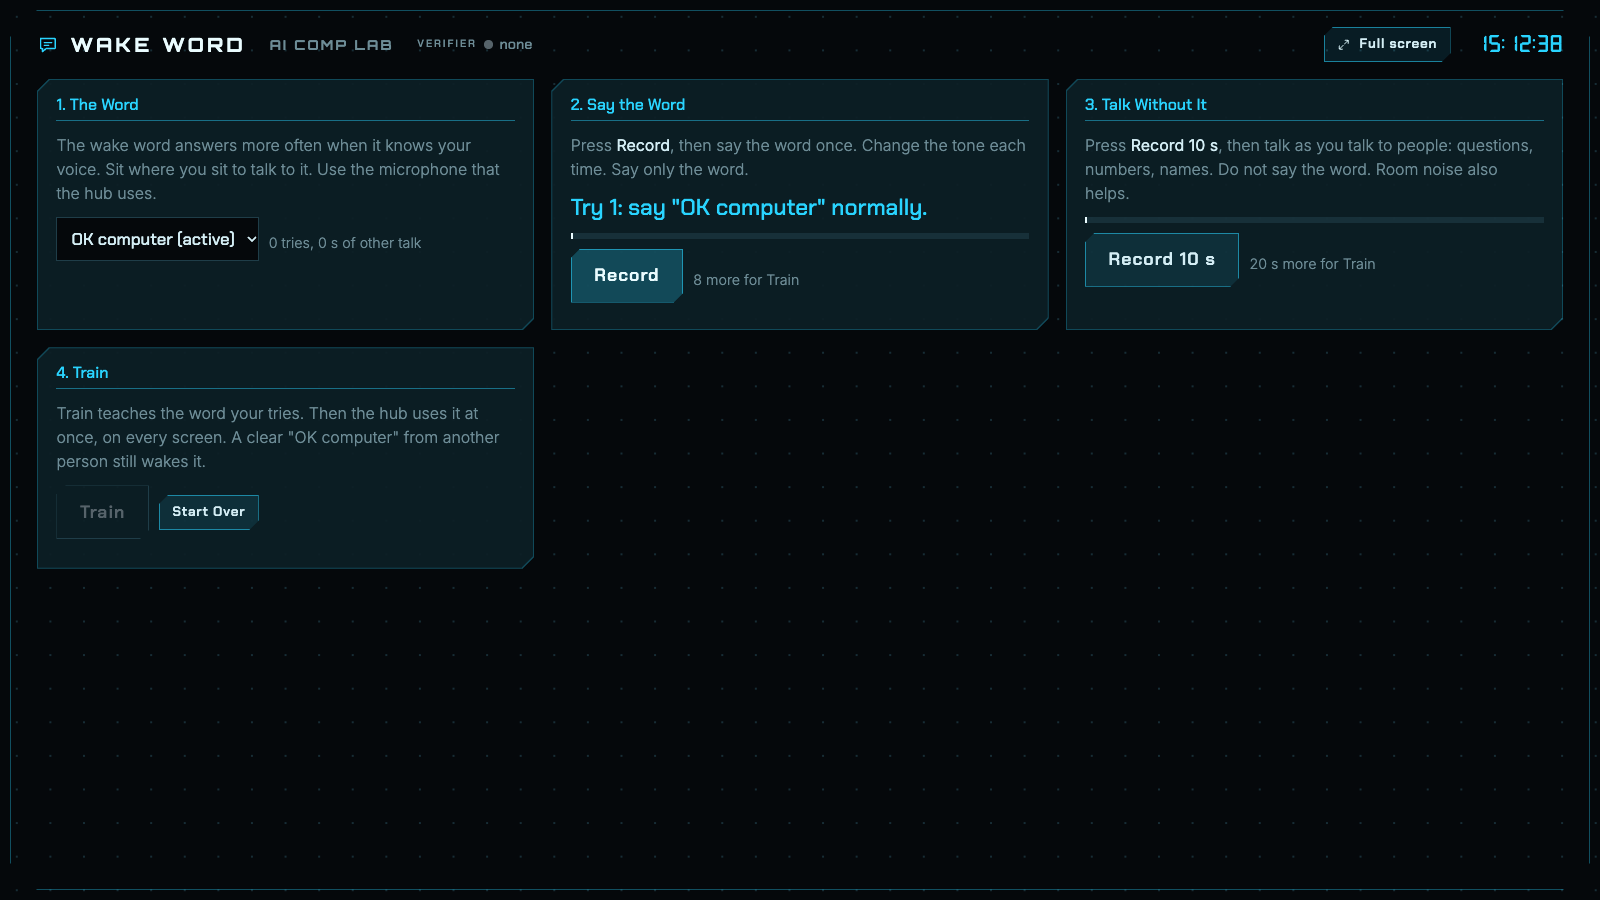 WAKE WORD AI COMP LAB VERIFIER none Full screen 15:12:38
1. The Word
The wake word answers more often when it knows your
voice. Sit where you sit to talk to it. Use the microphone that
the hub uses.
OK computer (active) 0 tries, 0 s of other talk
2. Say the Word
Press Record, then say the word once. Change the tone each
time. Say only the word.
Try 1: say "OK computer" normally.
Record 8 more for Train
3. Talk Without It
Press Record 10 s, then talk as you talk to people: questions,
numbers, names. Do not say the word. Room noise also
helps.
Record 10 s 20 s more for Train
4. Train
Train teaches the word your tries. Then the hub uses it at
once, on every screen. A clear "OK computer" from another
person still wakes it.
Train Start Over